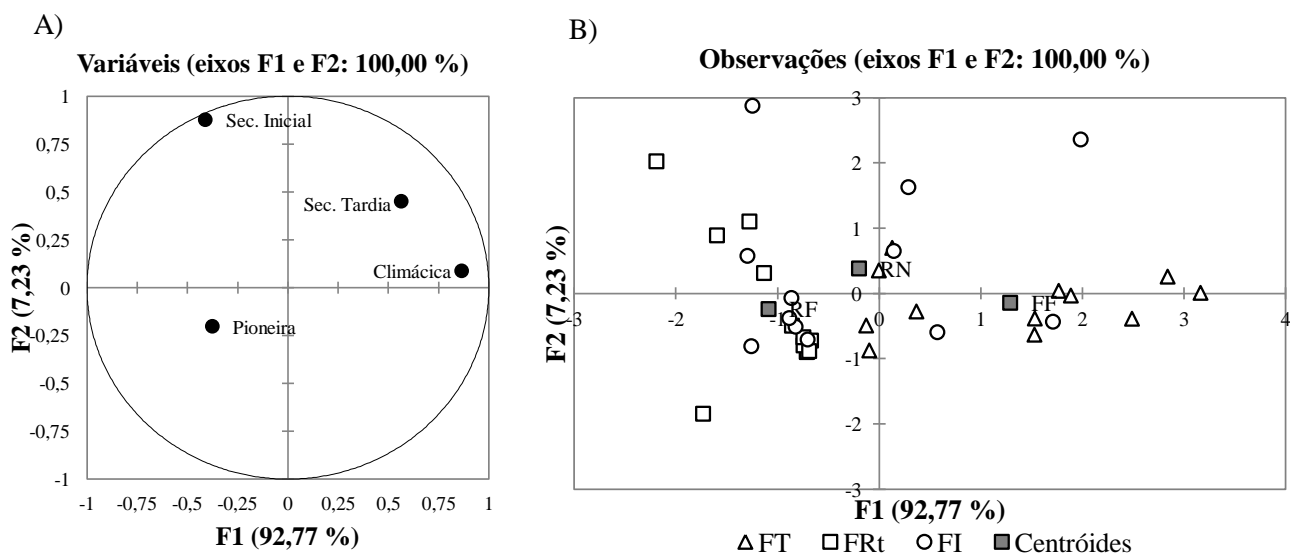 A)
Variáveis (eixos F1 e F2: 100,00 %)
1
0,75
0,5
0,25
0
-0,25
-0,5
-0,75
-1
-1 -0,75 -0,5 -0,25 0 0,25 0,5 0,75 1
Sec. Inicial
Sec. Tardia
Climácica
Pioneira
F2 (7,23 %)
F1 (92,77 %)
B)
Observações (eixos F1 e F2: 100,00 %)
3
2
1
0
-1
-2
-3
-3 -2 -1 0 1 2 3 4
RN
RF
FF
F2 (7,23 %)
F1 (92,77 %)
FT FRt FI Centróides